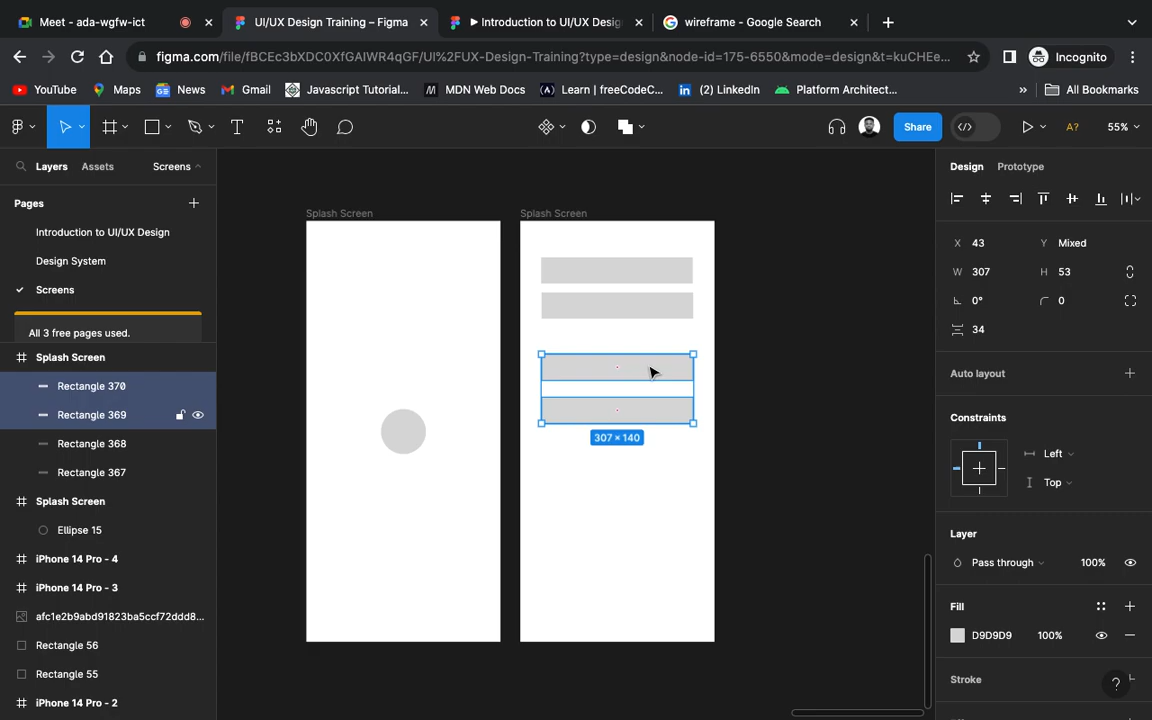 Meet - ada-wgfw-ict
UI/UX Design Training – Figma
▶ Introduction to UI/UX Desig
wireframe - Google Search
figma.com/file/fBCEc3bXDC0XfGAlWR4qGF/UI%2FUX-Design-Training?type=design&node-id=175-6550&mode=design&t=kuCHEe...
Incognito
YouTube
Maps
News
Gmail
Javascript Tutorial...
MDN Web Docs
Learn | freeCodeC...
(2) LinkedIn
Platform Architect...
»
All Bookmarks
Share
A?
55%
Layers
Assets
Screens
Design
Prototype
Pages
Introduction to UI/UX Design
Design System
Screens
All 3 free pages used.
Splash Screen
Rectangle 370
Rectangle 369
Rectangle 368
Rectangle 367
Splash Screen
Ellipse 15
iPhone 14 Pro - 4
iPhone 14 Pro - 3
afc1e2b9abd91823ba5ccf72ddd8...
Rectangle 56
Rectangle 55
iPhone 14 Pro - 2
Splash Screen
Splash Screen
307 × 140
X 43
Y Mixed
W 307
H 53
0°
0
34
Auto layout
Constraints
Left
Top
Layer
Pass through
100%
Fill
D9D9D9
100%
Stroke
?